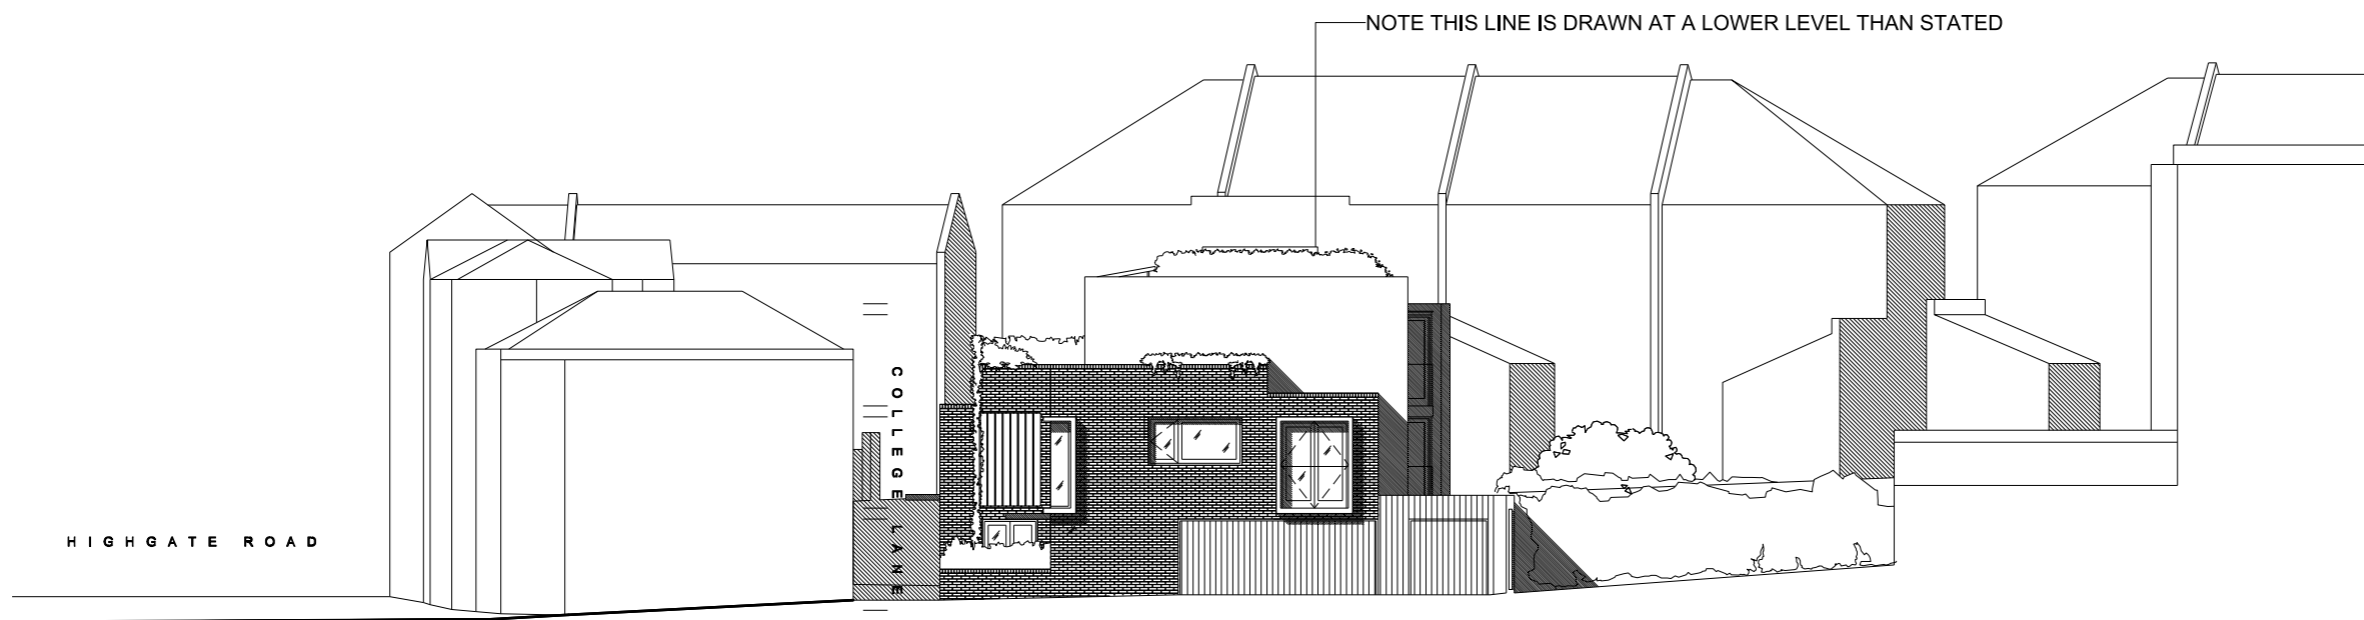 NOTE THIS LINE IS DRAWN AT A LOWER LEVEL THAN STATED
COLLEGE LANE
HIGHGATE ROAD